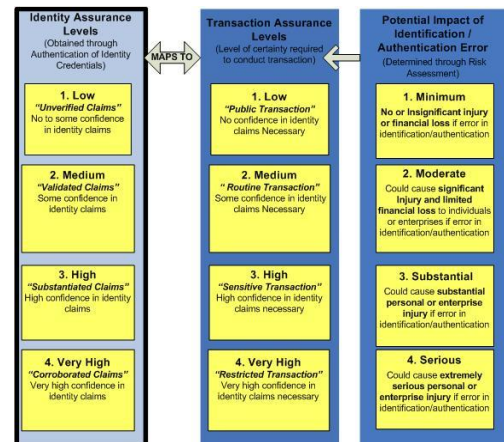 Identity Assurance
Levels
(Obtained through
Authentication of Identity
Credentials)
1. Low
"Unverified Claims"
No to some confidence
in identity claims
2. Medium
"Validated Claims"
Some confidence in
identity claims
3. High
"Substantiated Claims"
High confidence in identity
claims
4. Very High
"Corroborated Claims"
Very high confidence in
identity claims
MAPS TO
Transaction Assurance
Levels
(Level of certainty required
to conduct transaction)
1. Low
"Public Transaction"
No confidence in identity
claims Necessary
2. Medium
" Routine Transaction"
Some confidence in identity
claims Necessary
3. High
"Sensitive Transaction"
High confidence in identity
claims necessary
4. Very High
"Restricted Transaction"
Very high confidence in
identity claims necessary
Potential Impact of
Identification /
Authentication Error
(Determined through Risk
Assessment)
1. Minimum
No or Insignificant injury
or financial loss if error in
identification/authentication
2. Moderate
Could cause significant
Injury and limited
financial loss to individuals
or enterprises if error in
identification/authentication
3. Substantial
Could cause substantial
personal or enterprise
injury if error in
identification/authentication
4. Serious
Could cause extremely
serious personal or
enterprise injury if error in
identification/authentication